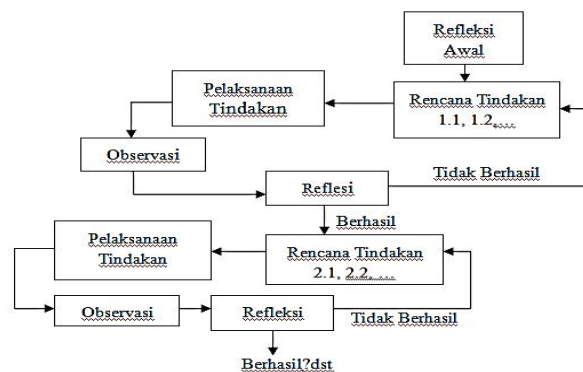 Refleksi
Awal
Pelaksanaan
Tindakan
Rencana Tindakan
1.1, 1.2,...
Observasi
Reflesi
Tidak Berhasil
Berhasil
Pelaksanaan
Tindakan
Rencana Tindakan
2.1, 2.2, ...
Observasi
Refleksi
Tidak Berhasil
Berhasil?dst